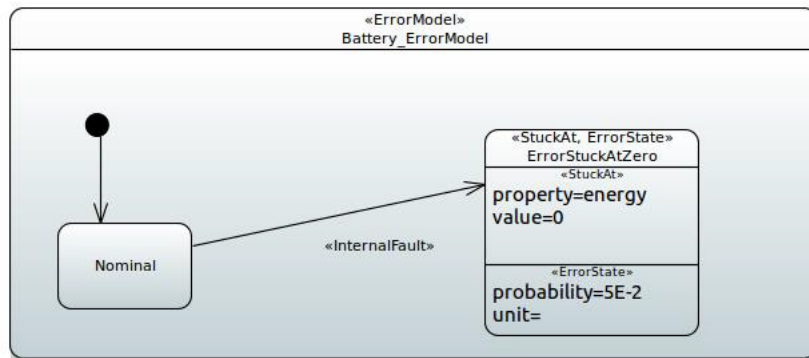 «ErrorModel»
Battery_ErrorModel
«StuckAt, ErrorState»
ErrorStuckAtZero
«StuckAt»
property=energy
value=0
«InternalFault»
Nominal
«ErrorState»
probability=5E-2
unit=